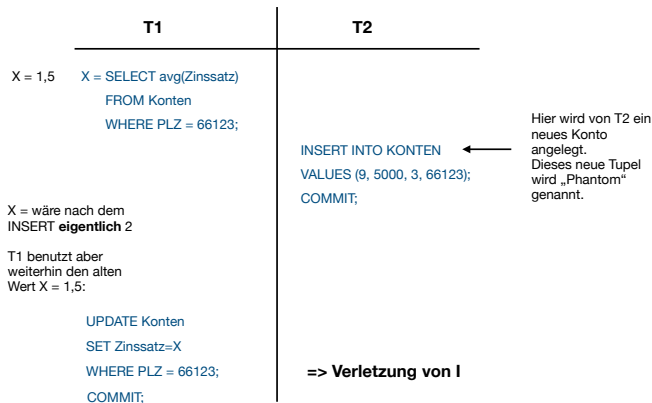 T1
T2
X = 1,5
X = SELECT avg(Zinssatz)
FROM Konten
WHERE PLZ = 66123;
INSERT INTO KONTEN
VALUES (9, 5000, 3, 66123);
COMMIT;
Hier wird von T2 ein
neues Konto
angelegt.
Dieses neue Tupel
wird „Phantom“
genannt.
X = wäre nach dem
INSERT eigentlich 2
T1 benutzt aber
weiterhin den alten
Wert X = 1,5:
UPDATE Konten
SET Zinssatz=X
WHERE PLZ = 66123;
COMMIT;
=> Verletzung von I